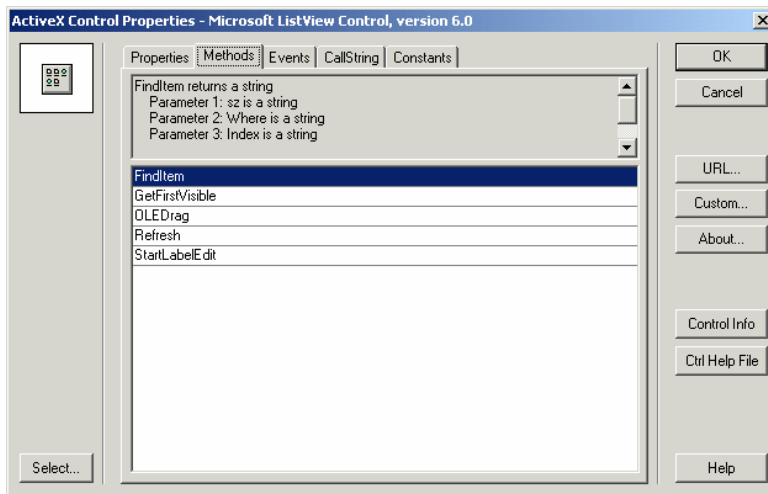 ActiveX Control Properties - Microsoft ListView Control, version 6.0
Properties Methods Events CallString Constants
FindItem returns a string
Parameter 1: sz is a string
Parameter 2: Where is a string
Parameter 3: Index is a string
FindItem
GetFirstVisible
OLEDrag
Refresh
StartLabelEdit
OK
Cancel
URL...
Custom...
About...
Control Info
Ctrl Help File
Select...
Help